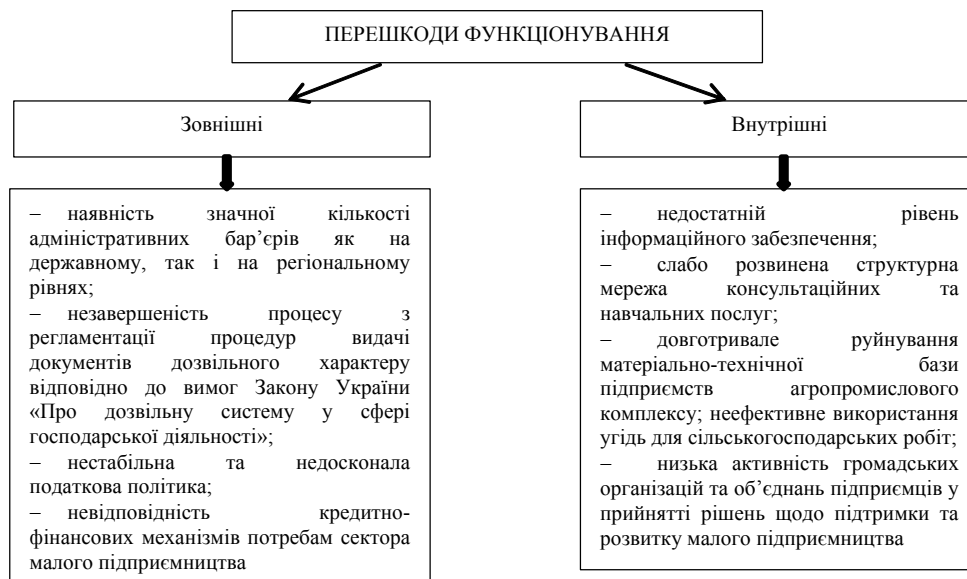 ПЕРЕШКОДИ ФУНКЦІОНУВАННЯ
Зовнішні
– наявність значної кількості
адміністративних бар’єрів як на
державному, так і на регіональному
рівнях;
– незавершеність процесу з
регламентації процедур видачі
документів дозвільного характеру
відповідно до вимог Закону України
«Про дозвільну систему у сфері
господарської діяльності»;
– нестабільна та недосконала
податкова політика;
– невідповідність кредитно-
фінансових механізмів потребам сектора
малого підприємництва
Внутрішні
– недостатній рівень
інформаційного забезпечення;
– слабо розвинена структурна
мережа консультаційних та
навчальних послуг;
– довготривале руйнування
матеріально-технічної бази
підприємств агропромислового
комплексу; неефективне використання
угідь для сільськогосподарських робіт;
– низька активність громадських
організацій та об’єднань підприємців у
прийнятті рішень щодо підтримки та
розвитку малого підприємництва